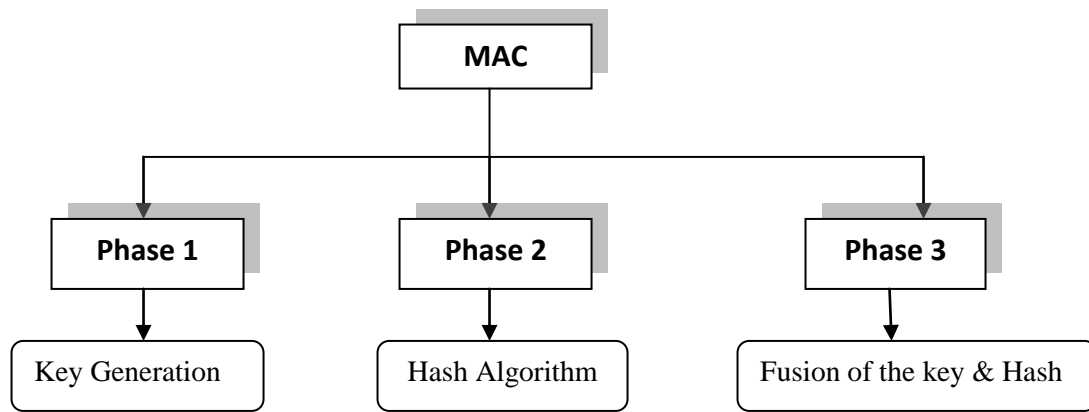 MAC
Phase 1
Phase 2
Phase 3
Key Generation
Hash Algorithm
Fusion of the key & Hash